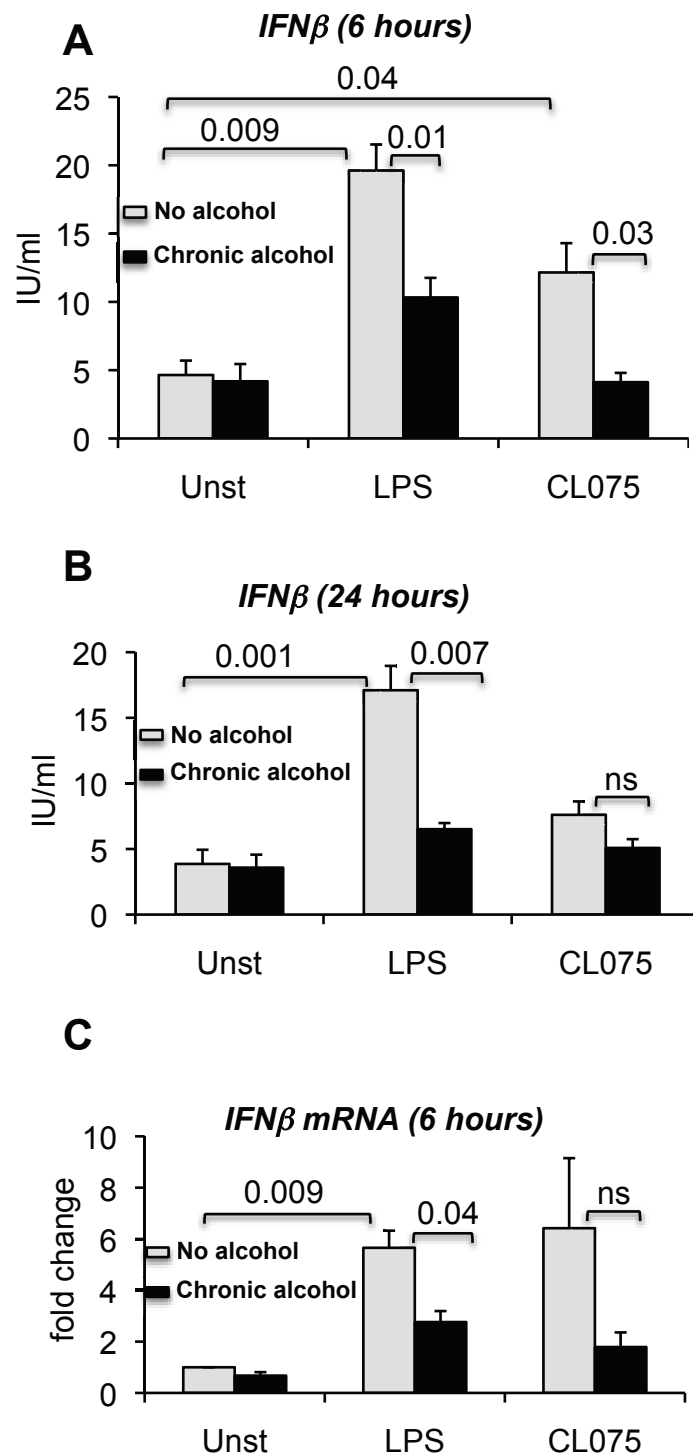 A
IFNβ (6 hours)
0.04
0.009
0.01
0.03
25
20
15
10
5
0
IU/ml
No alcohol
Chronic alcohol
Unst LPS CL075
B
IFNβ (24 hours)
0.001
0.007
ns
20
15
10
5
0
IU/ml
No alcohol
Chronic alcohol
Unst LPS CL075
C
IFNβ mRNA (6 hours)
0.009
0.04
ns
10
8
6
4
2
0
fold change
No alcohol
Chronic alcohol
Unst LPS CL075